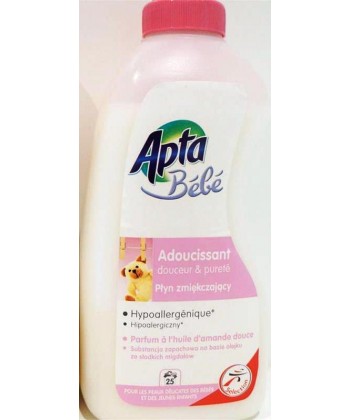 Apta
Bébé
Adoucissant
douceur & pureté
Płyn zmiękczający
• Hypoallergénique*
• Hipoalergiczny*
• Parfum à l'huile d'amande douce
• Substancja zapachowa na bazie olejku
ze słodkich migdałów
25
POUR LES PEAUX DÉLICATES DES BÉBÉS
ET DES JEUNES ENFANTS